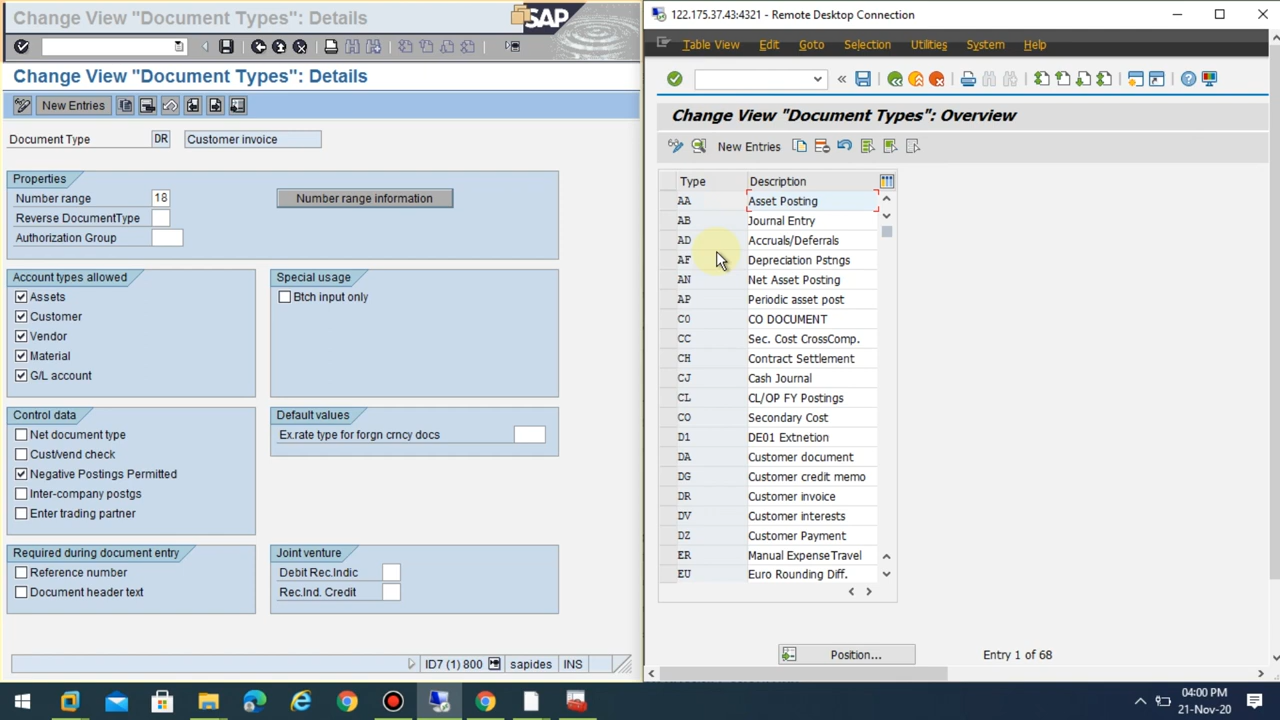 Change View "Document Types": Details
SAP
Change View "Document Types": Details
New Entries
Document Type DR Customer invoice
Properties
Number range 18 Number range information
Reverse DocumentType
Authorization Group
Account types allowed
Assets
Customer
Vendor
Material
G/L account
Special usage
Btch input only
Control data
Net document type
Cust/vend check
Negative Postings Permitted
Inter-company postgs
Enter trading partner
Default values
Ex.rate type for forgn crncy docs
Required during document entry
Reference number
Document header text
Joint venture
Debit Rec.Indic
Rec.Ind. Credit
ID7 (1) 800 sapides INS
122.175.37.43:4321 - Remote Desktop Connection
Table View Edit Goto Selection Utilities System Help
Change View "Document Types": Overview
New Entries
Type Description
AA Asset Posting
AB Journal Entry
AD Accruals/Deferrals
AF Depreciation Pstngs
AN Net Asset Posting
AP Periodic asset post
C0 CO DOCUMENT
CC Sec. Cost CrossComp.
CH Contract Settlement
CJ Cash Journal
CL CL/OP FY Postings
CO Secondary Cost
D1 DE01 Extnetion
DA Customer document
DG Customer credit memo
DR Customer invoice
DV Customer interests
DZ Customer Payment
ER Manual ExpenseTravel
EU Euro Rounding Diff.
Position... Entry 1 of 68
04:00 PM
21-Nov-20